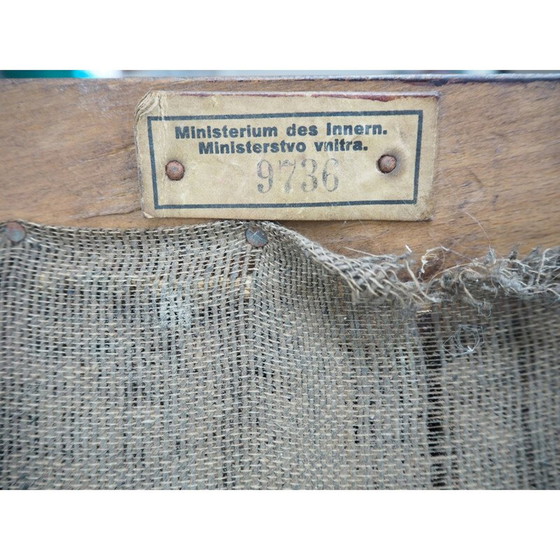 Ministerium des Innern.
Ministerstvo vnitra.
9736